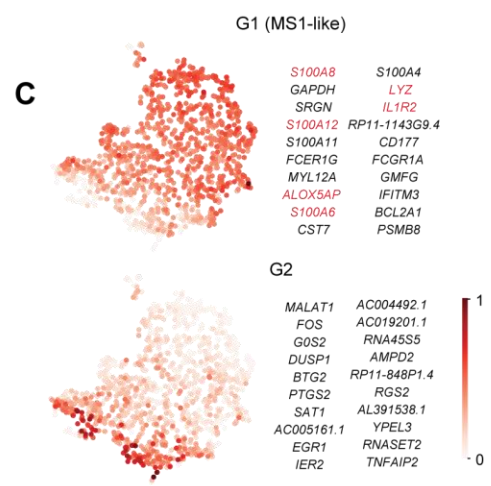 G1 (MS1-like)
C
S100A8 S100A4
GAPDH LYZ
SRGN IL1R2
S100A12 RP11-1143G9.4
S100A11 CD177
FCER1G FCGR1A
MYL12A GMFG
ALOX5AP IFITM3
S100A6 BCL2A1
CST7 PSMB8
G2
MALAT1 AC004492.1
FOS AC019201.1
G0S2 RNA45S5
DUSP1 AMPD2
BTG2 RP11-848P1.4
PTGS2 RGS2
SAT1 AL391538.1
AC005161.1 YPEL3
EGR1 RNASET2
IER2 TNFAIP2
1
0